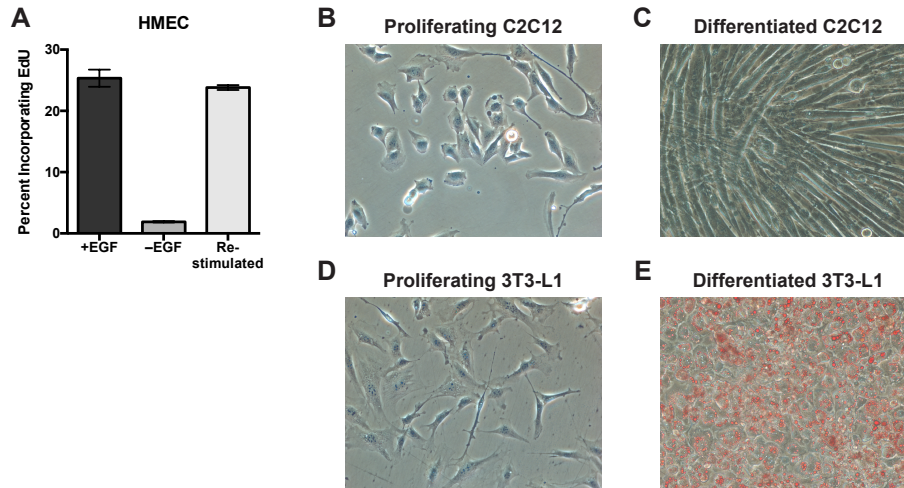 A
HMEC
Percent Incorporating EdU
30
20
10
0
+EGF
–EGF
Re-
stimulated
B
Proliferating C2C12
C
Differentiated C2C12
D
Proliferating 3T3-L1
E
Differentiated 3T3-L1